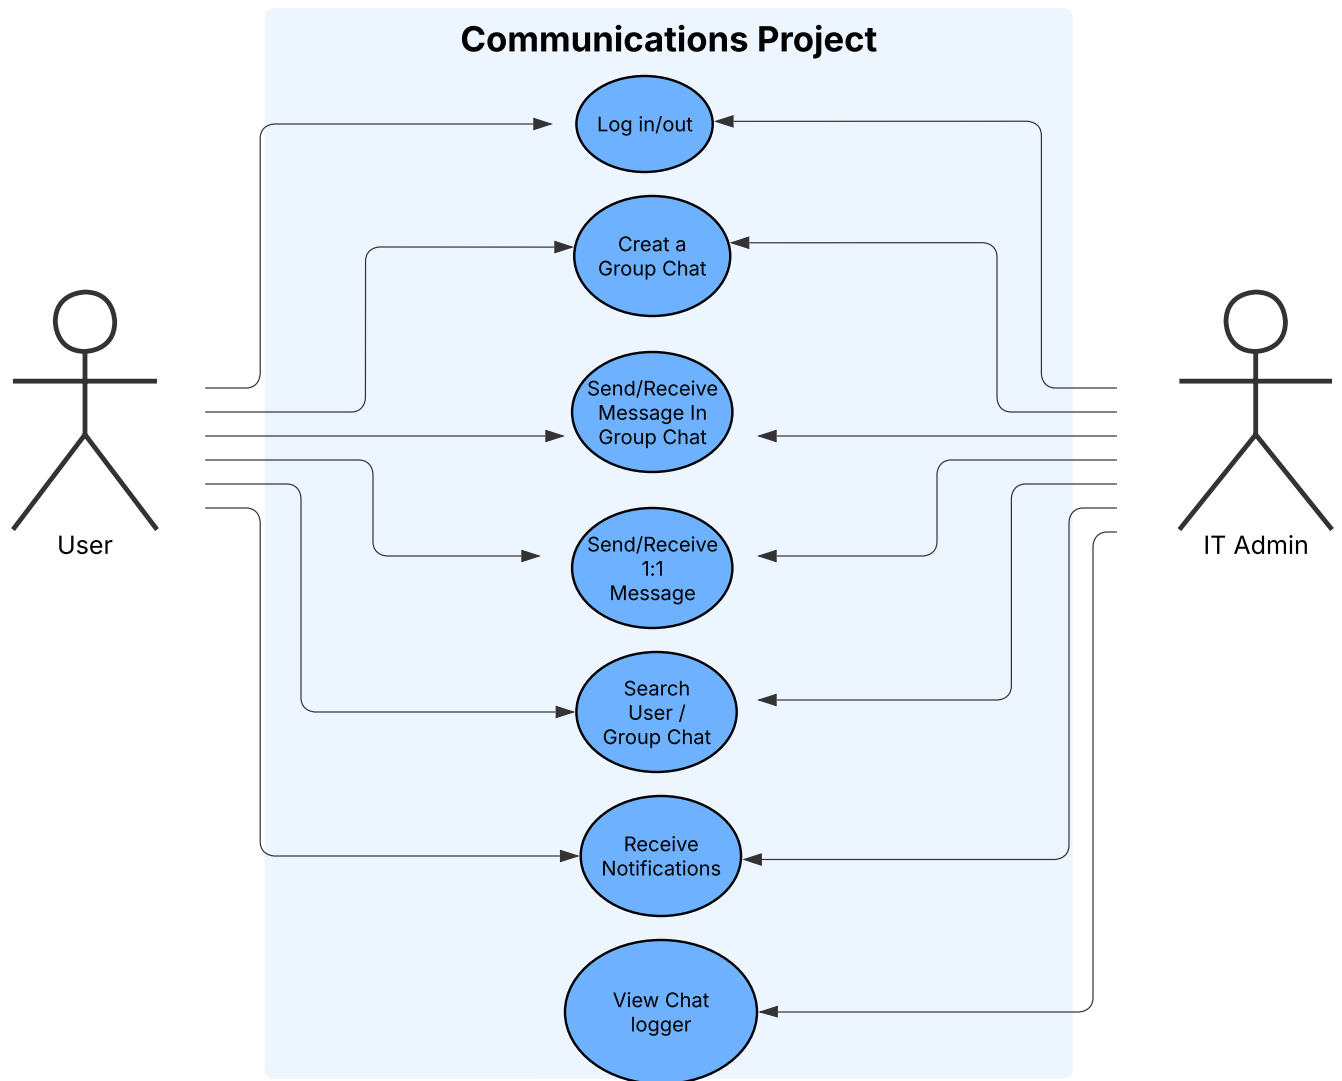 Communications Project
Log in/out
Creat a
Group Chat
Send/Receive
Message In
Group Chat
Send/Receive
1:1
Message
User
IT Admin
Search
User /
Group Chat
Receive
Notifications
View Chat
logger